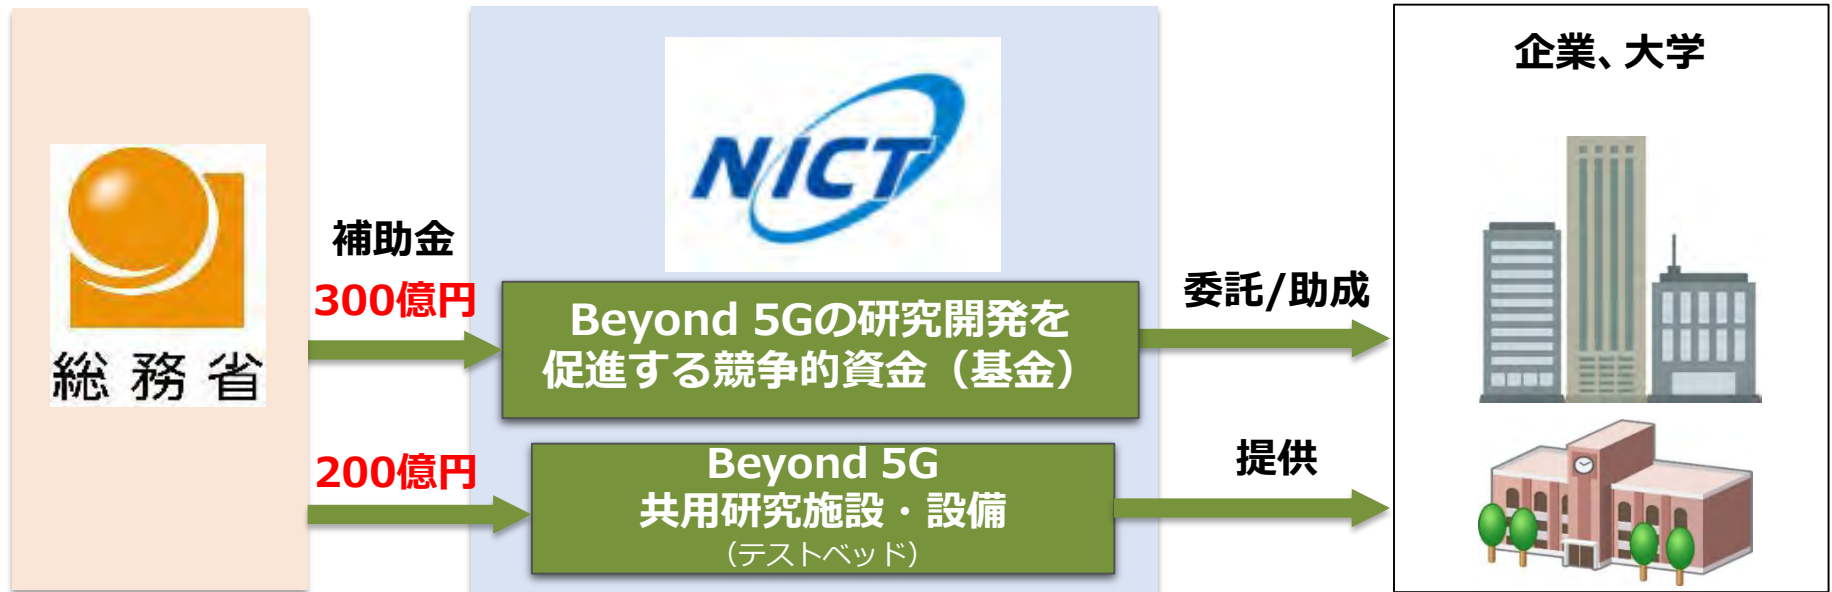 総務省
補助金
300億円
200億円
NICT
Beyond 5Gの研究開発を
促進する競争的資金（基金）
Beyond 5G
共用研究施設・設備
（テストベッド）
委託/助成
提供
企業、大学